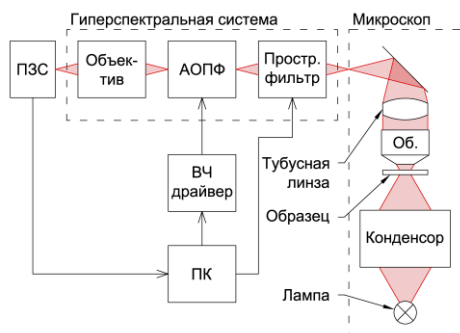 Гиперспектральная система
Микроскоп
ПЗС
Объек-
тив
АОПФ
Простр.
фильтр
Об.
Тубусная
линза
ВЧ
драйвер
Образец
Конденсор
ПК
Лампа